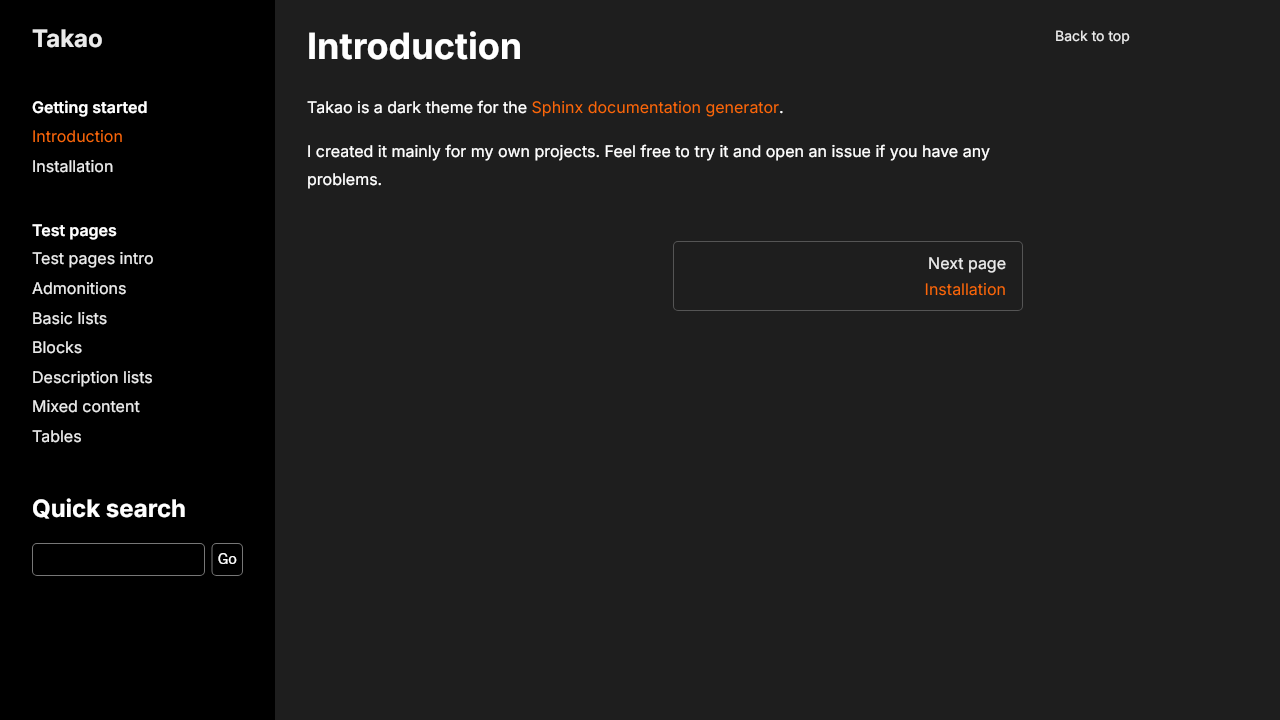 Takao
Getting started
Introduction
Installation
Test pages
Test pages intro
Admonitions
Basic lists
Blocks
Description lists
Mixed content
Tables
Quick search
Go
Introduction
Takao is a dark theme for the Sphinx documentation generator.
I created it mainly for my own projects. Feel free to try it and open an issue if you have any
problems.
Next page
Installation
Back to top